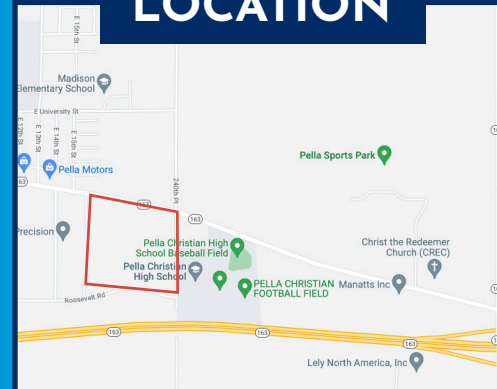 LOCATION
E 15th St
Madison
Elementary School
E University St
E 12th St
E 13th St
E 14th St
E 15th St
Pella Motors
Pella Sports Park
240th Pl
163
163
163
Precision
Pella Christian High
School Baseball Field
Christ the Redeemer
Church (CREC)
Pella Christian
High School
PELLA CHRISTIAN
FOOTBALL FIELD
Manatts Inc
Roosevelt Rd
163
163
163
Lely North America, Inc